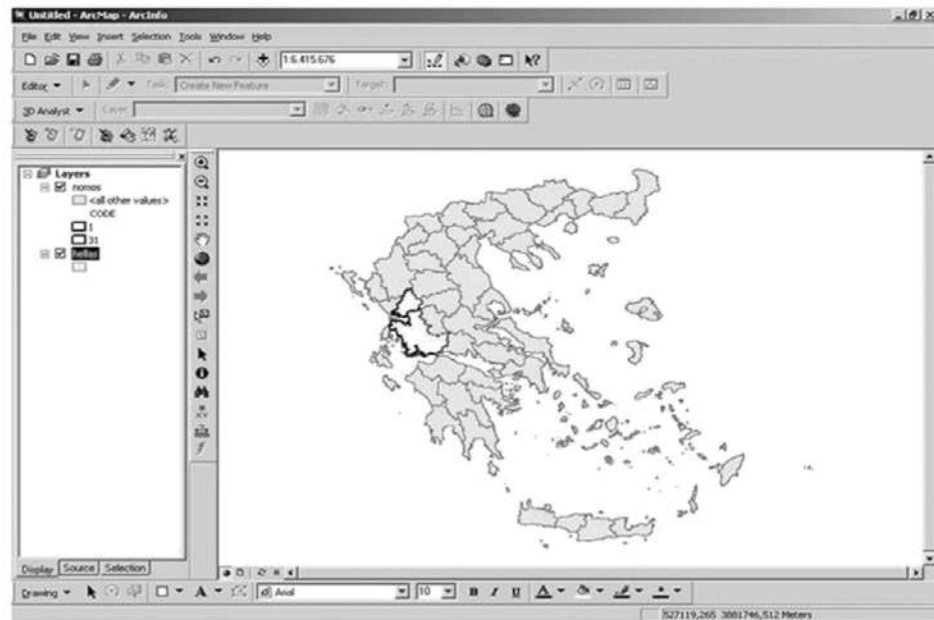 Untitled - ArcMap - ArcInfo
File Edit View Insert Selection Tools Window Help
1:6.415.676
Editor Task: Create New Feature Target:
3D Analyst Layer:
Layers
nomos
<all other values>
CODE
1
31
hellas
Display Source Selection
Drawing A Arial 10 B I U A
527119,265 3881746,512 Meters